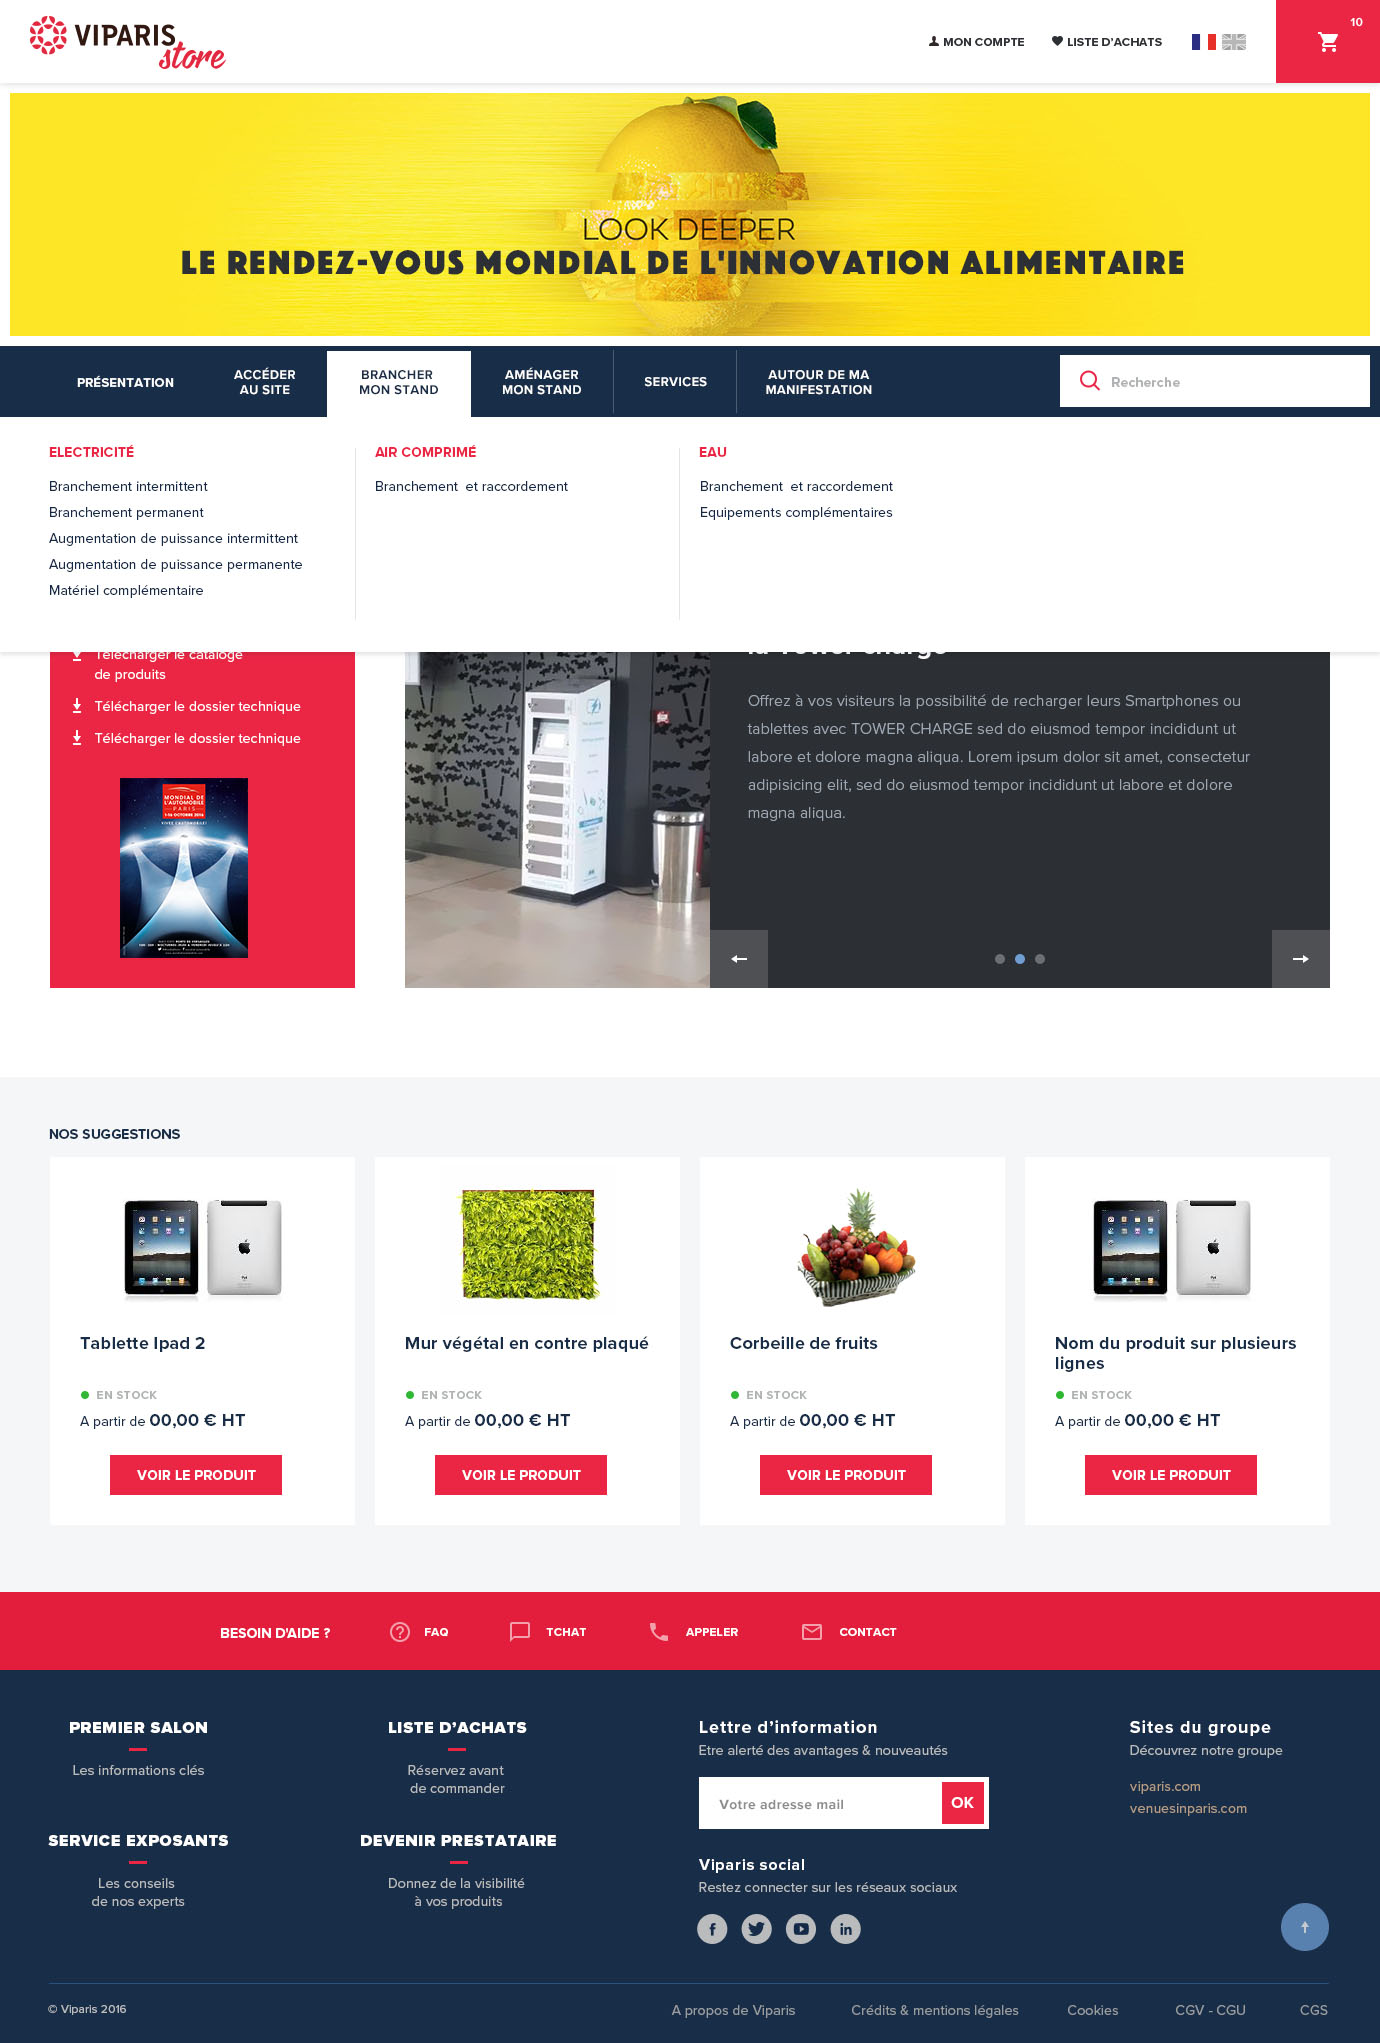 VIPARIS
store
MON COMPTE
LISTE D'ACHATS
10
LOOK DEEPER
LE RENDEZ-VOUS MONDIAL DE L'INNOVATION ALIMENTAIRE
PRÉSENTATION
ACCÉDER
AU SITE
BRANCHER
MON STAND
AMÉNAGER
MON STAND
SERVICES
AUTOUR DE MA
MANIFESTATION
Recherche
ELECTRICITÉ
Branchement intermittent
Branchement permanent
Augmentation de puissance intermittent
Augmentation de puissance permanente
Matériel complémentaire
AIR COMPRIMÉ
Branchement et raccordement
EAU
Branchement et raccordement
Equipements complémentaires
Télécharger le cataloge
de produits
Télécharger le dossier technique
Télécharger le dossier technique
MONDIAL DE
L'AUTOMOBILE
PARIS
1-16 OCTOBRE 2016
VIVEZ L'AUTOMOBILE!
la Tower charge
Offrez à vos visiteurs la possibilité de recharger leurs Smartphones ou
tablettes avec TOWER CHARGE sed do eiusmod tempor incididunt ut
labore et dolore magna aliqua. Lorem ipsum dolor sit amet, consectetur
adipisicing elit, sed do eiusmod tempor incididunt ut labore et dolore
magna aliqua.
NOS SUGGESTIONS
Tablette Ipad 2
EN STOCK
A partir de 00,00 € HT
VOIR LE PRODUIT
Mur végétal en contre plaqué
EN STOCK
A partir de 00,00 € HT
VOIR LE PRODUIT
Corbeille de fruits
EN STOCK
A partir de 00,00 € HT
VOIR LE PRODUIT
Nom du produit sur plusieurs
lignes
EN STOCK
A partir de 00,00 € HT
VOIR LE PRODUIT
BESOIN D'AIDE ?
FAQ
TCHAT
APPELER
CONTACT
PREMIER SALON
Les informations clés
LISTE D’ACHATS
Réservez avant
de commander
SERVICE EXPOSANTS
Les conseils
de nos experts
DEVENIR PRESTATAIRE
Donnez de la visibilité
à vos produits
Lettre d’information
Etre alerté des avantages & nouveautés
Votre adresse mail
OK
Viparis social
Restez connecter sur les réseaux sociaux
Sites du groupe
Découvrez notre groupe
viparis.com
venuesinparis.com
© Viparis 2016
A propos de Viparis
Crédits & mentions légales
Cookies
CGV - CGU
CGS